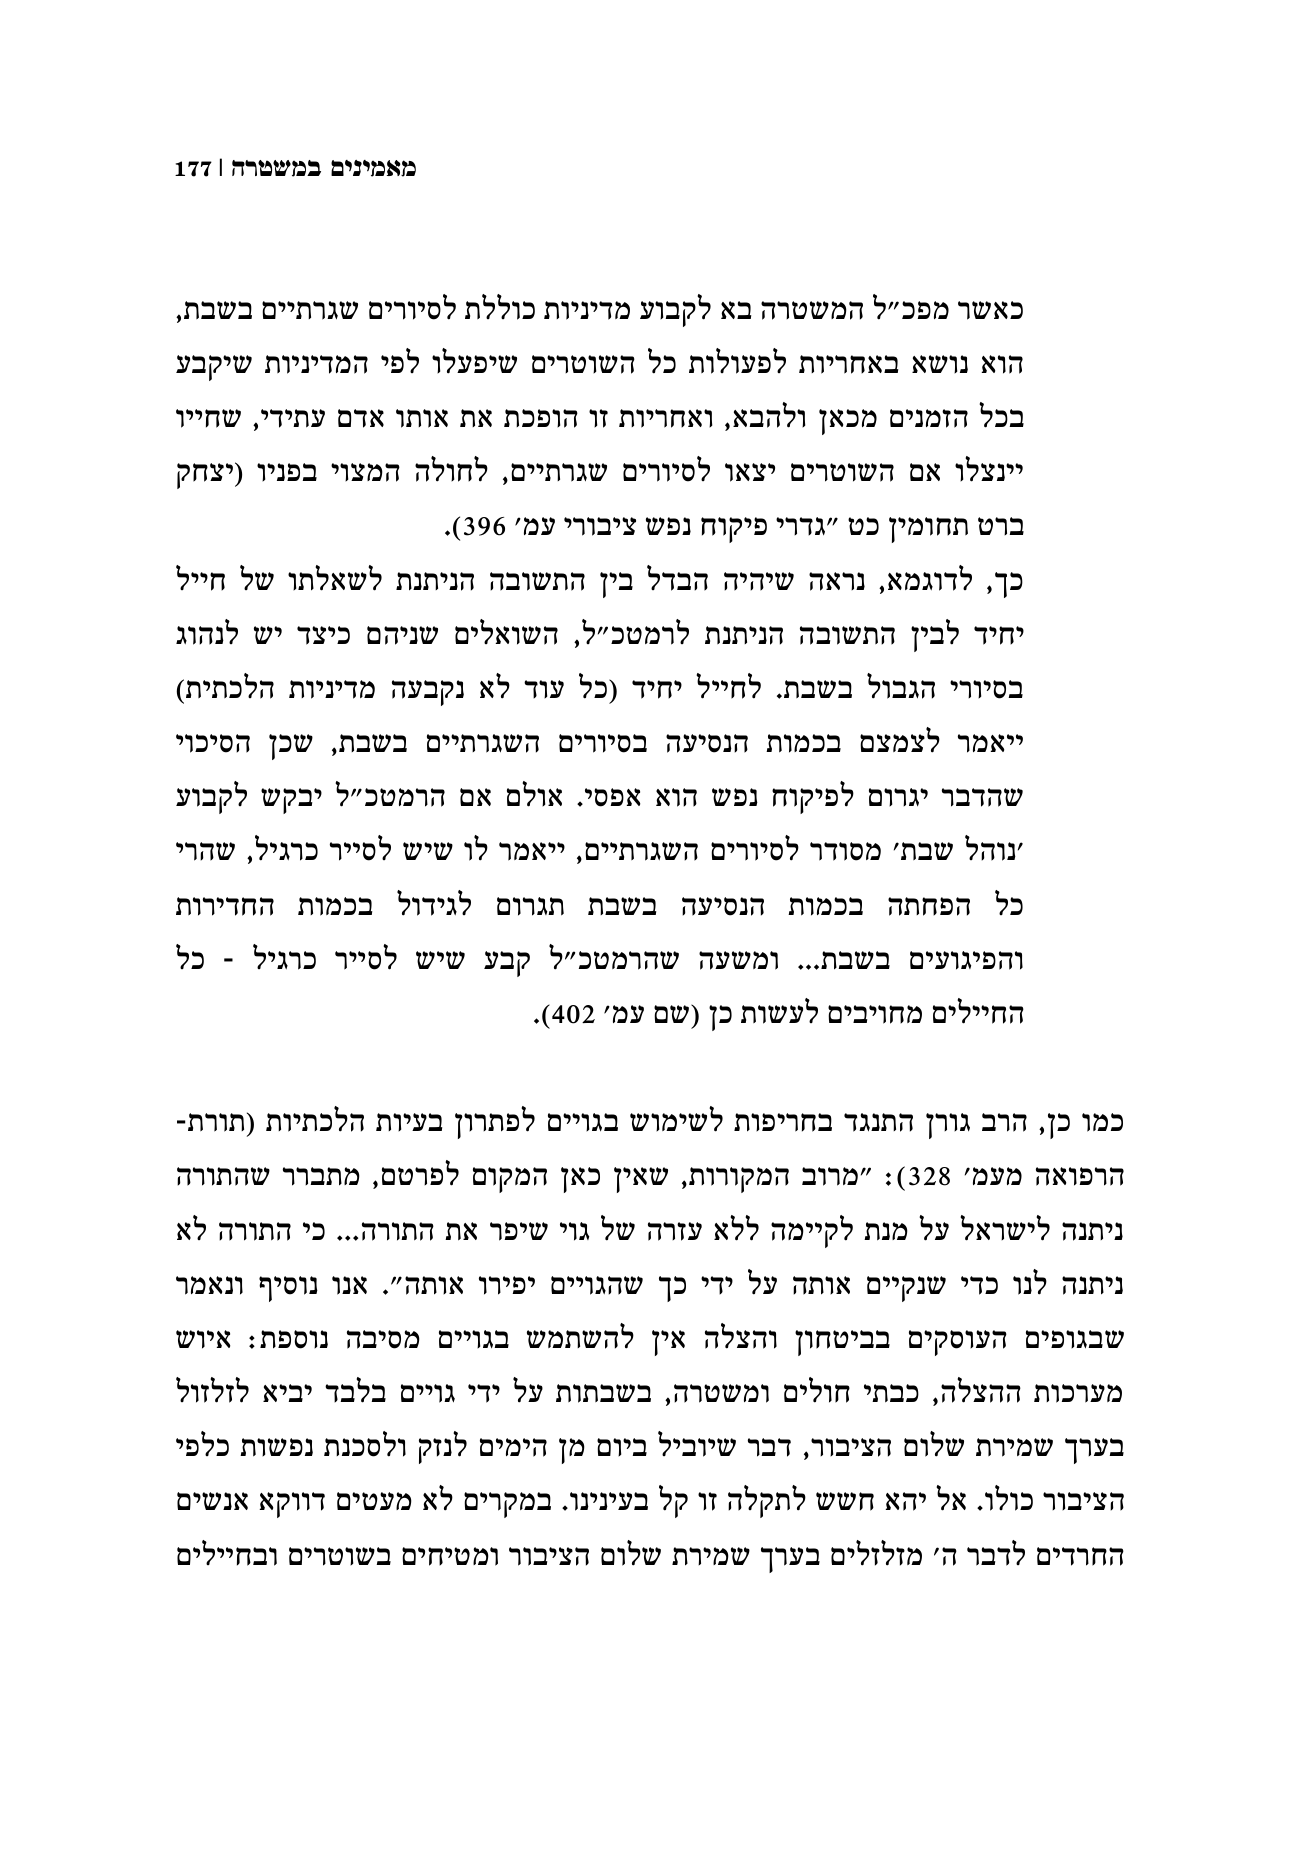 מאמינים במשטרה | 177
כאשר מפכ״ל המשטרה בא לקבוע מדיניות כוללת לסיורים שגרתיים בשבת,
הוא נושא באחריות לפעולות כל השוטרים שיפעלו לפי המדיניות שיקבע
בכל הזמנים מכאן ולהבא, ואחריות זו הופכת את אותו אדם עתידי, שחייו
יינצלו אם השוטרים יצאו לסיורים שגרתיים, לחולה המצוי בפניו (יצחק
ברט תחומין כט ״גדרי פיקוח נפש ציבורי עמ׳ 396).
כך, לדוגמא, נראה שיהיה הבדל בין התשובה הניתנת לשאלתו של חייל
יחיד לבין התשובה הניתנת לרמטכ״ל, השואלים שניהם כיצד יש לנהוג
בסיורי הגבול בשבת. לחייל יחיד (כל עוד לא נקבעה מדיניות הלכתית)
ייאמר לצמצם בכמות הנסיעה בסיורים השגרתיים בשבת, שכן הסיכוי
שהדבר יגרום לפיקוח נפש הוא אפסי. אולם אם הרמטכ״ל יבקש לקבוע
׳נוהל שבת׳ מסודר לסיורים השגרתיים, ייאמר לו שיש לסייר כרגיל, שהרי
כל הפחתה בכמות הנסיעה בשבת תגרום לגידול בכמות החדירות
והפיגועים בשבת... ומשעה שהרמטכ״ל קבע שיש לסייר כרגיל - כל
החיילים מחויבים לעשות כן (שם עמ׳ 402).
כמו כן, הרב גורן התנגד בחריפות לשימוש בגויים לפתרון בעיות הלכתיות (תורת-
הרפואה מעמ׳ 328): ״מרוב המקורות, שאין כאן המקום לפרטם, מתברר שהתורה
ניתנה לישראל על מנת לקיימה ללא עזרה של גוי שיפר את התורה... כי התורה לא
ניתנה לנו כדי שנקיים אותה על ידי כך שהגויים יפירו אותה״. אנו נוסיף ונאמר
שבגופים העוסקים בביטחון והצלה אין להשתמש בגויים מסיבה נוספת: איוש
מערכות ההצלה, כבתי חולים ומשטרה, בשבתות על ידי גויים בלבד יביא לזלזול
בערך שמירת שלום הציבור, דבר שיוביל ביום מן הימים לנזק ולסכנת נפשות כלפי
הציבור כולו. אל יהא חשש לתקלה זו קל בעינינו. במקרים לא מעטים דווקא אנשים
החרדים לדבר ה׳ מזלזלים בערך שמירת שלום הציבור ומטיחים בשוטרים ובחיילים